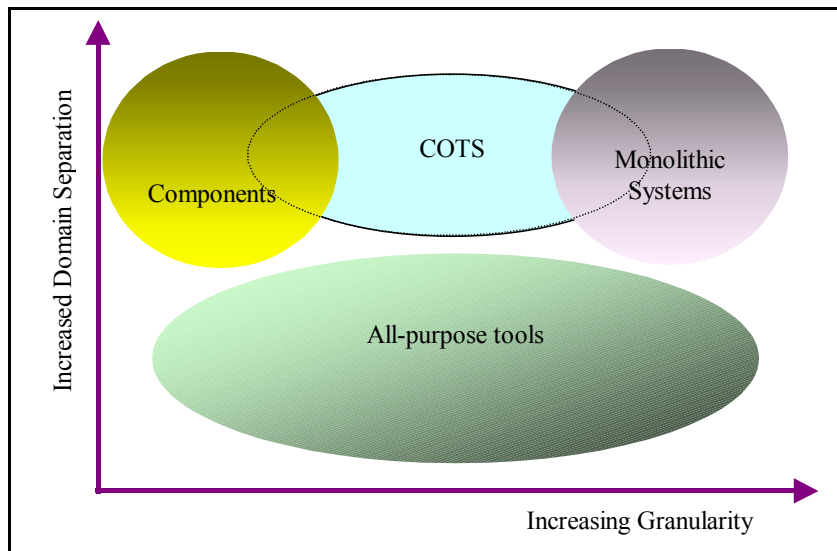 Increased Domain Separation
COTS
Components
Monolithic
Systems
All-purpose tools
Increasing Granularity